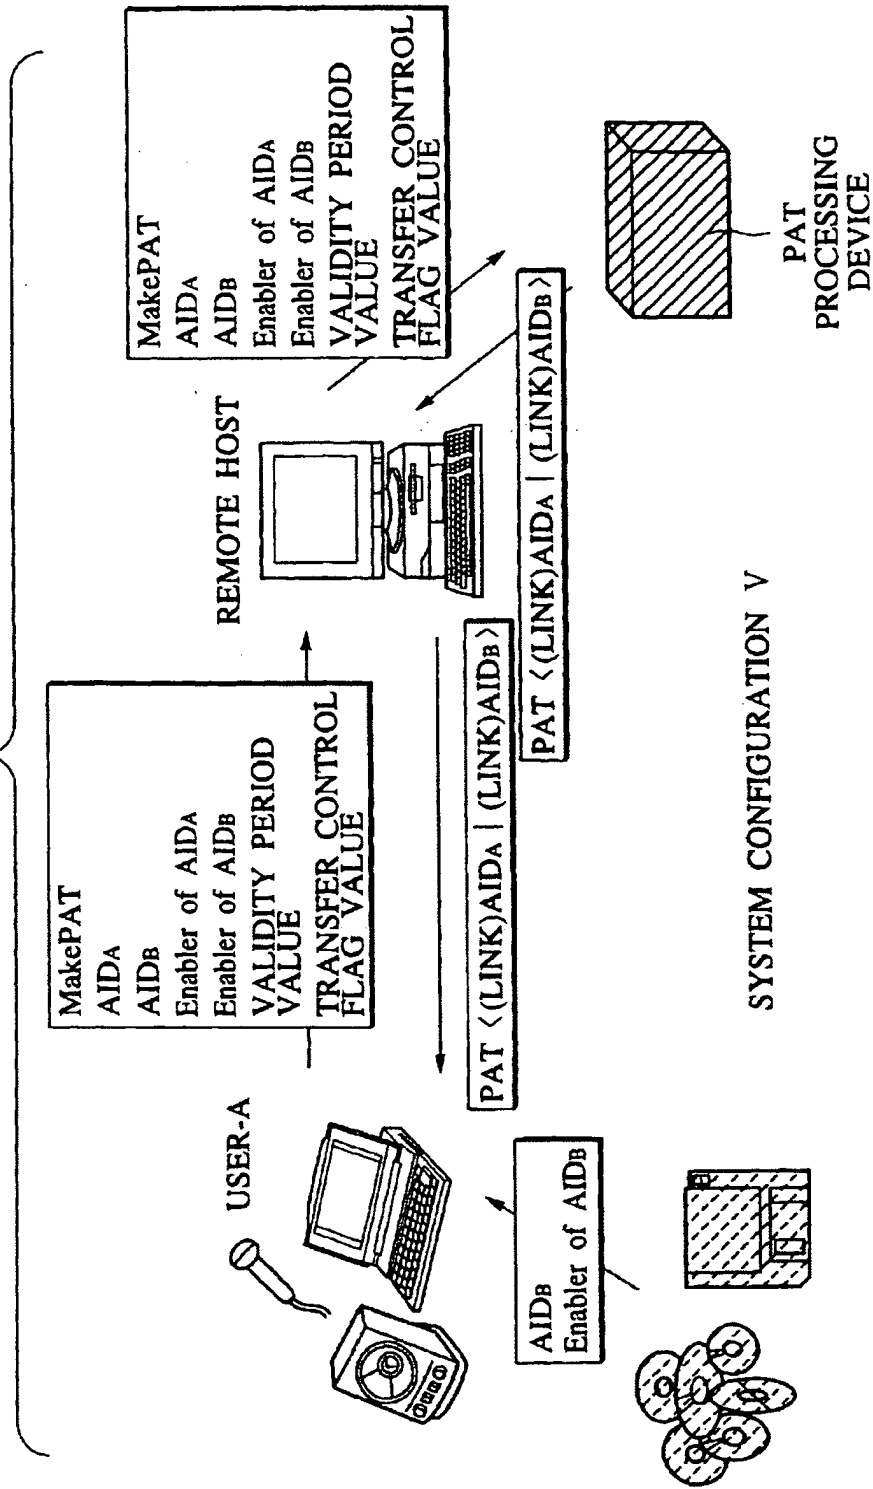 USER-A
MakePAT
AIDA
AIDB
Enabler of AIDA
Enabler of AIDB
VALIDITY PERIOD
VALUE
TRANSFER CONTROL
FLAG VALUE
REMOTE HOST
MakePAT
AIDA
AIDB
Enabler of AIDA
Enabler of AIDB
VALIDITY PERIOD
VALUE
TRANSFER CONTROL
FLAG VALUE
PAT <(LINK)AIDA | (LINK)AIDB>
PAT <(LINK)AIDA | (LINK)AIDB>
AIDB
Enabler of AIDB
PAT
PROCESSING
DEVICE
SYSTEM CONFIGURATION V